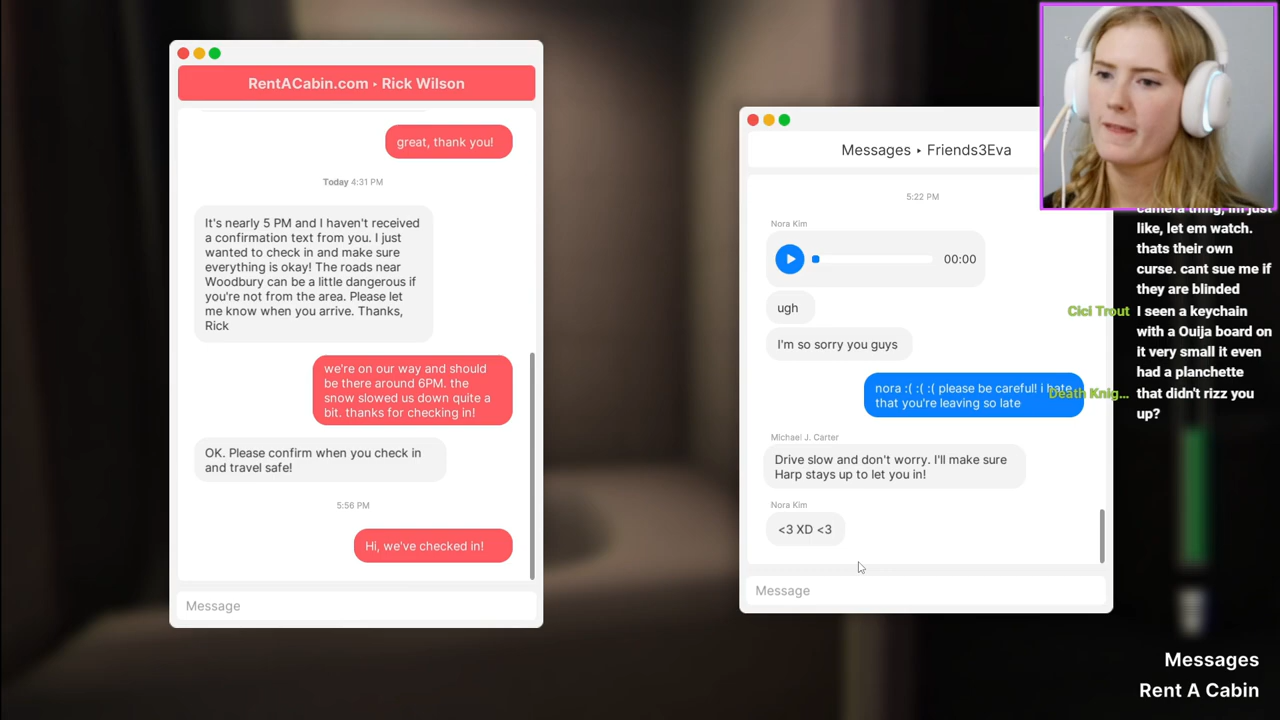 RentACabin.com ▸ Rick Wilson
great, thank you!
Today 4:31 PM
It's nearly 5 PM and I haven't received
a confirmation text from you. I just
wanted to check in and make sure
everything is okay! The roads near
Woodbury can be a little dangerous if
you're not from the area. Please let
me know when you arrive. Thanks,
Rick
we're on our way and should
be there around 6PM. the
snow slowed us down quite a
bit. thanks for checking in!
OK. Please confirm when you check in
and travel safe!
5:56 PM
Hi, we've checked in!
Message
Messages ▸ Friends3Eva
5:22 PM
Nora Kim
00:00
ugh
I'm so sorry you guys
nora :( :( :( please be careful! i hate
that you're leaving so late
Michael J. Carter
Drive slow and don't worry. I'll make sure
Harp stays up to let you in!
Nora Kim
<3 XD <3
Message
camera thing, im just
like, let em watch.
thats their own
curse. cant sue me if
they are blinded
Cici Trout I seen a keychain
with a Ouija board on
it very small it even
had a planchette
Death Knig... that didn't rizz you
up?
Messages
Rent A Cabin